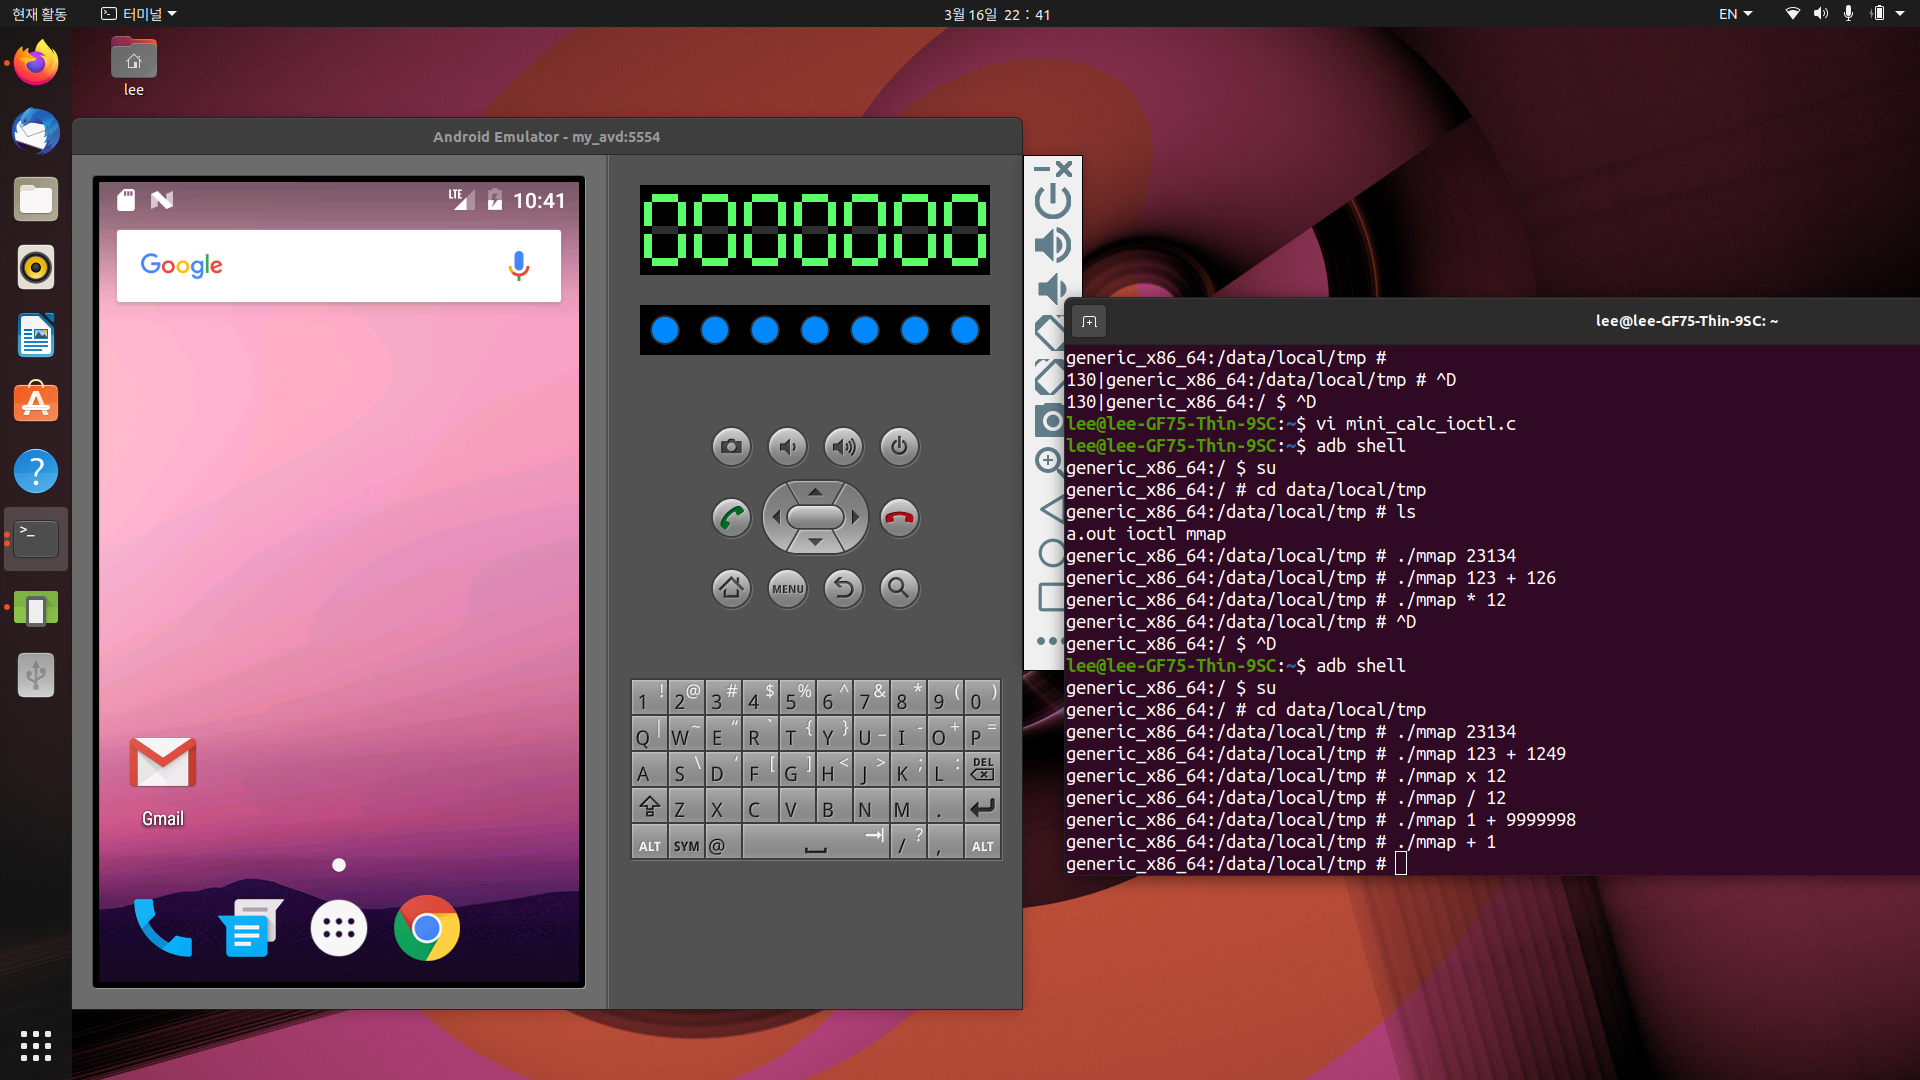 현재 활동
터미널
3월 16일 22 : 41
EN
lee
Android Emulator - my_avd:5554
LTE
10:41
Google
Gmail
0000000
MENU
1 ! 2 @ 3 # 4 $ 5 % 6 ^ 7 & 8 * 9 ( 0 )
Q | W ~ E “ R ` T { Y } U _ I - O + P =
A S \ D ‘ F [ G ] H < J > K ; L : DEL
Z X C V B N M .
ALT SYM @ / ? , ALT
lee@lee-GF75-Thin-9SC: ~
generic_x86_64:/data/local/tmp #
130|generic_x86_64:/data/local/tmp # ^D
130|generic_x86_64:/ $ ^D
lee@lee-GF75-Thin-9SC:~$ vi mini_calc_ioctl.c
lee@lee-GF75-Thin-9SC:~$ adb shell
generic_x86_64:/ $ su
generic_x86_64:/ # cd data/local/tmp
generic_x86_64:/data/local/tmp # ls
a.out ioctl mmap
generic_x86_64:/data/local/tmp # ./mmap 23134
generic_x86_64:/data/local/tmp # ./mmap 123 + 126
generic_x86_64:/data/local/tmp # ./mmap * 12
generic_x86_64:/data/local/tmp # ^D
generic_x86_64:/ $ ^D
lee@lee-GF75-Thin-9SC:~$ adb shell
generic_x86_64:/ $ su
generic_x86_64:/ # cd data/local/tmp
generic_x86_64:/data/local/tmp # ./mmap 23134
generic_x86_64:/data/local/tmp # ./mmap 123 + 1249
generic_x86_64:/data/local/tmp # ./mmap x 12
generic_x86_64:/data/local/tmp # ./mmap / 12
generic_x86_64:/data/local/tmp # ./mmap 1 + 9999998
generic_x86_64:/data/local/tmp # ./mmap + 1
generic_x86_64:/data/local/tmp #